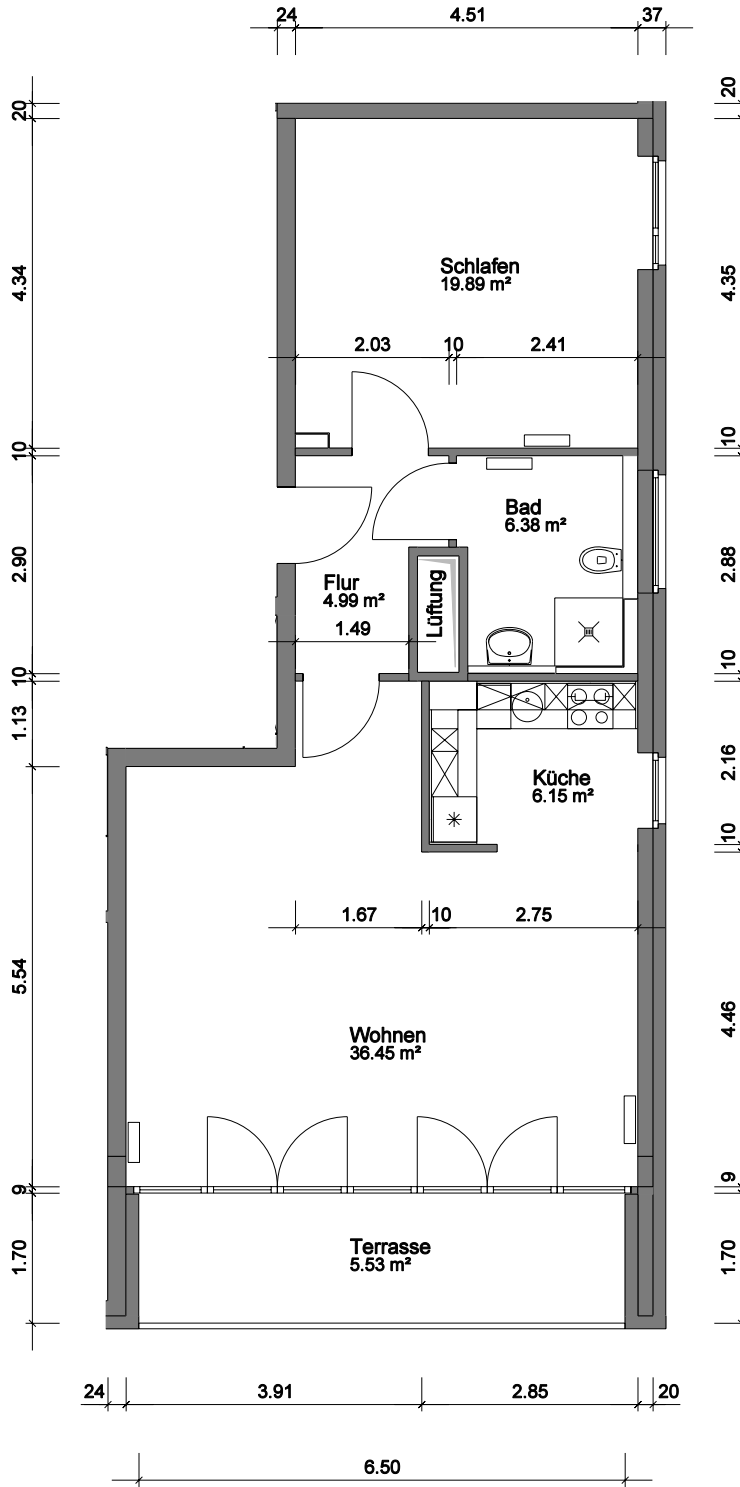 24 4.51 37
20 20
4.34 4.35
Schlafen
19.89 m²
2.03 10 2.41
10 10
Bad
6.38 m²
2.90 2.88
Flur
4.99 m²
Lüftung
1.49
10 10
1.13 2.16
Küche
6.15 m²
10
1.67 10 2.75
5.54 4.46
Wohnen
36.45 m²
9 9
Terrasse
5.53 m²
1.70 1.70
24 3.91 2.85 20
6.50